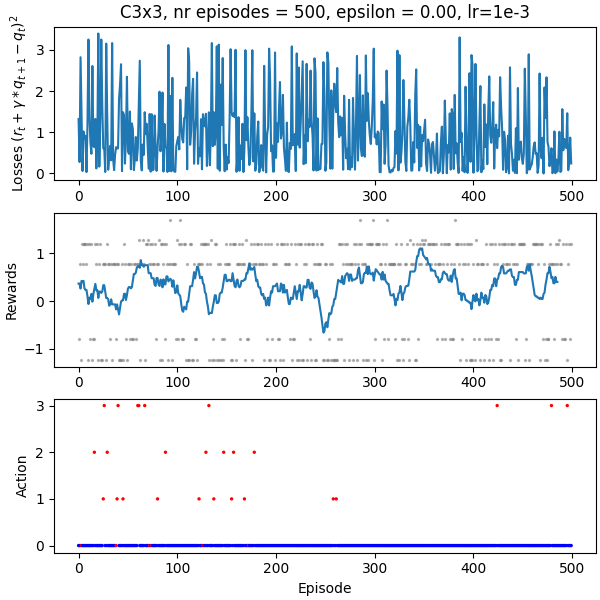 C3x3, nr episodes = 500, epsilon = 0.00, lr=1e-3
Losses $(r_t + \gamma * q_{t+1} - q_t)^2$
3
2
1
0
0 100 200 300 400 500
Rewards
1
0
−1
0 100 200 300 400 500
Action
3
2
1
0
0 100 200 300 400 500
Episode